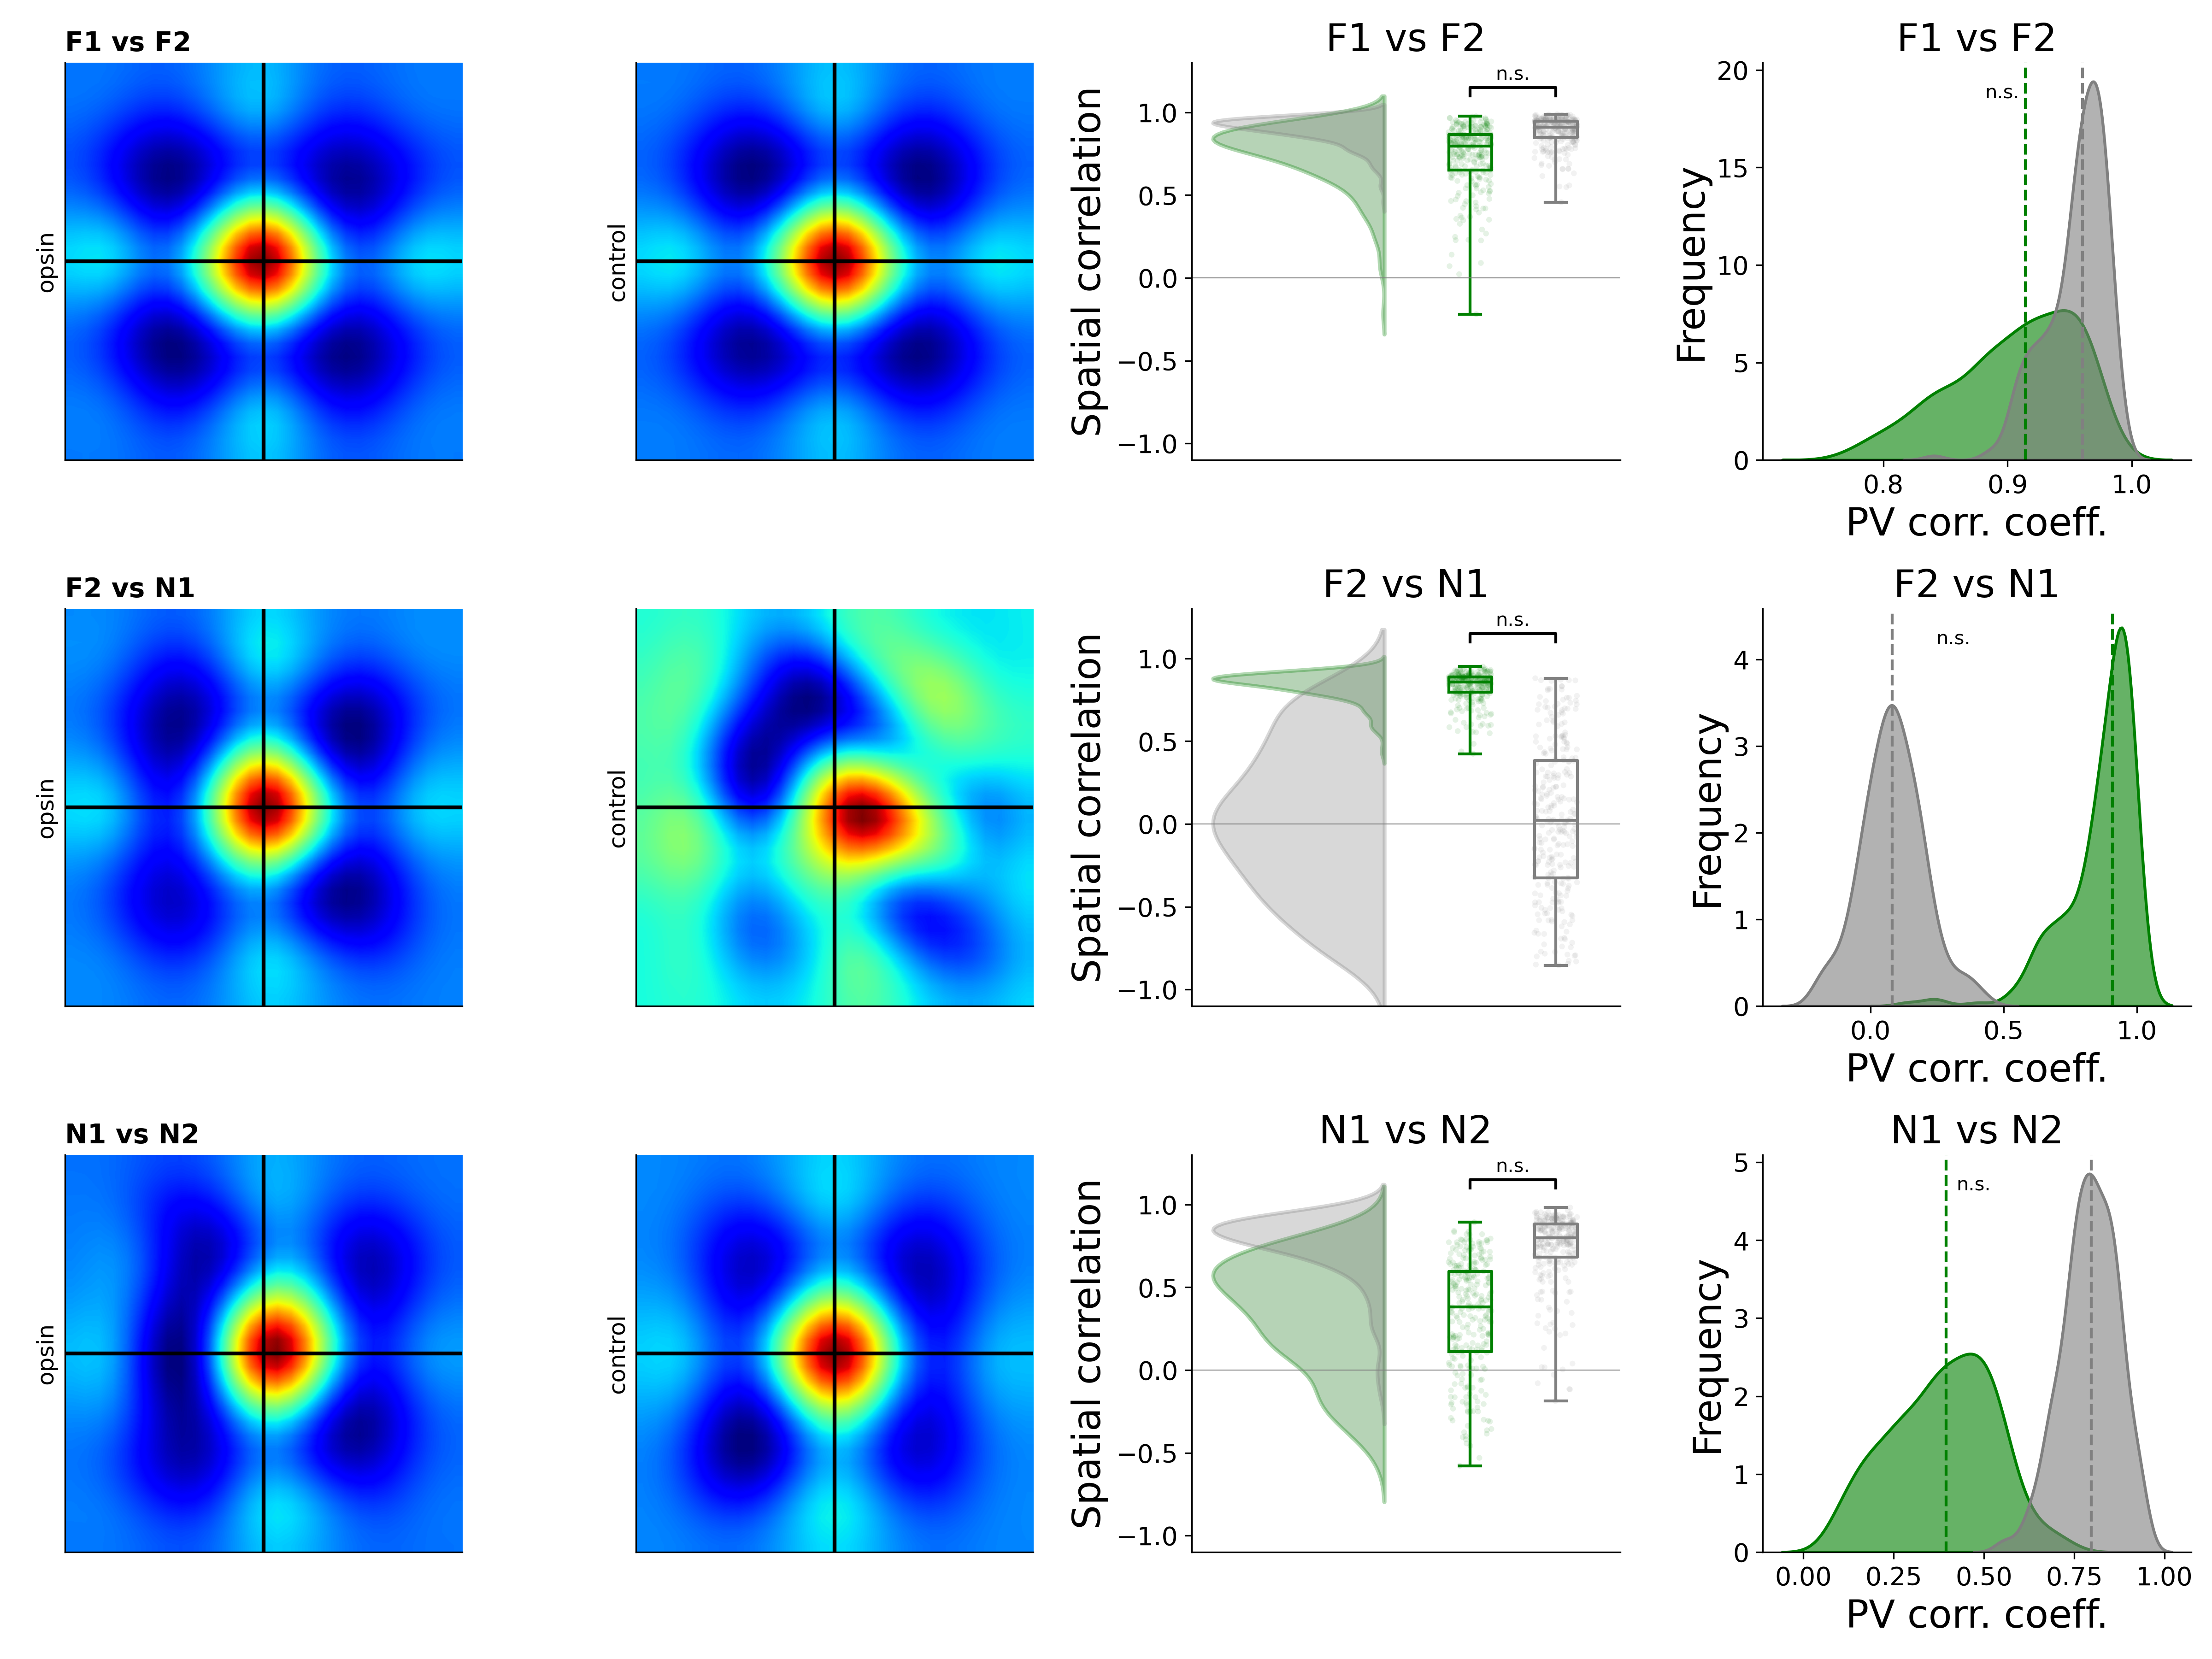 F1 vs F2
opsin
control
F1 vs F2
n.s.
Spatial correlation
1.0
0.5
0.0
−0.5
−1.0
F1 vs F2
n.s.
Frequency
20
15
10
5
0
0.8 0.9 1.0
PV corr. coeff.
F2 vs N1
opsin
control
F2 vs N1
n.s.
Spatial correlation
1.0
0.5
0.0
−0.5
−1.0
F2 vs N1
n.s.
Frequency
4
3
2
1
0
0.0 0.5 1.0
PV corr. coeff.
N1 vs N2
opsin
control
N1 vs N2
n.s.
Spatial correlation
1.0
0.5
0.0
−0.5
−1.0
N1 vs N2
n.s.
Frequency
5
4
3
2
1
0
0.00 0.25 0.50 0.75 1.00
PV corr. coeff.